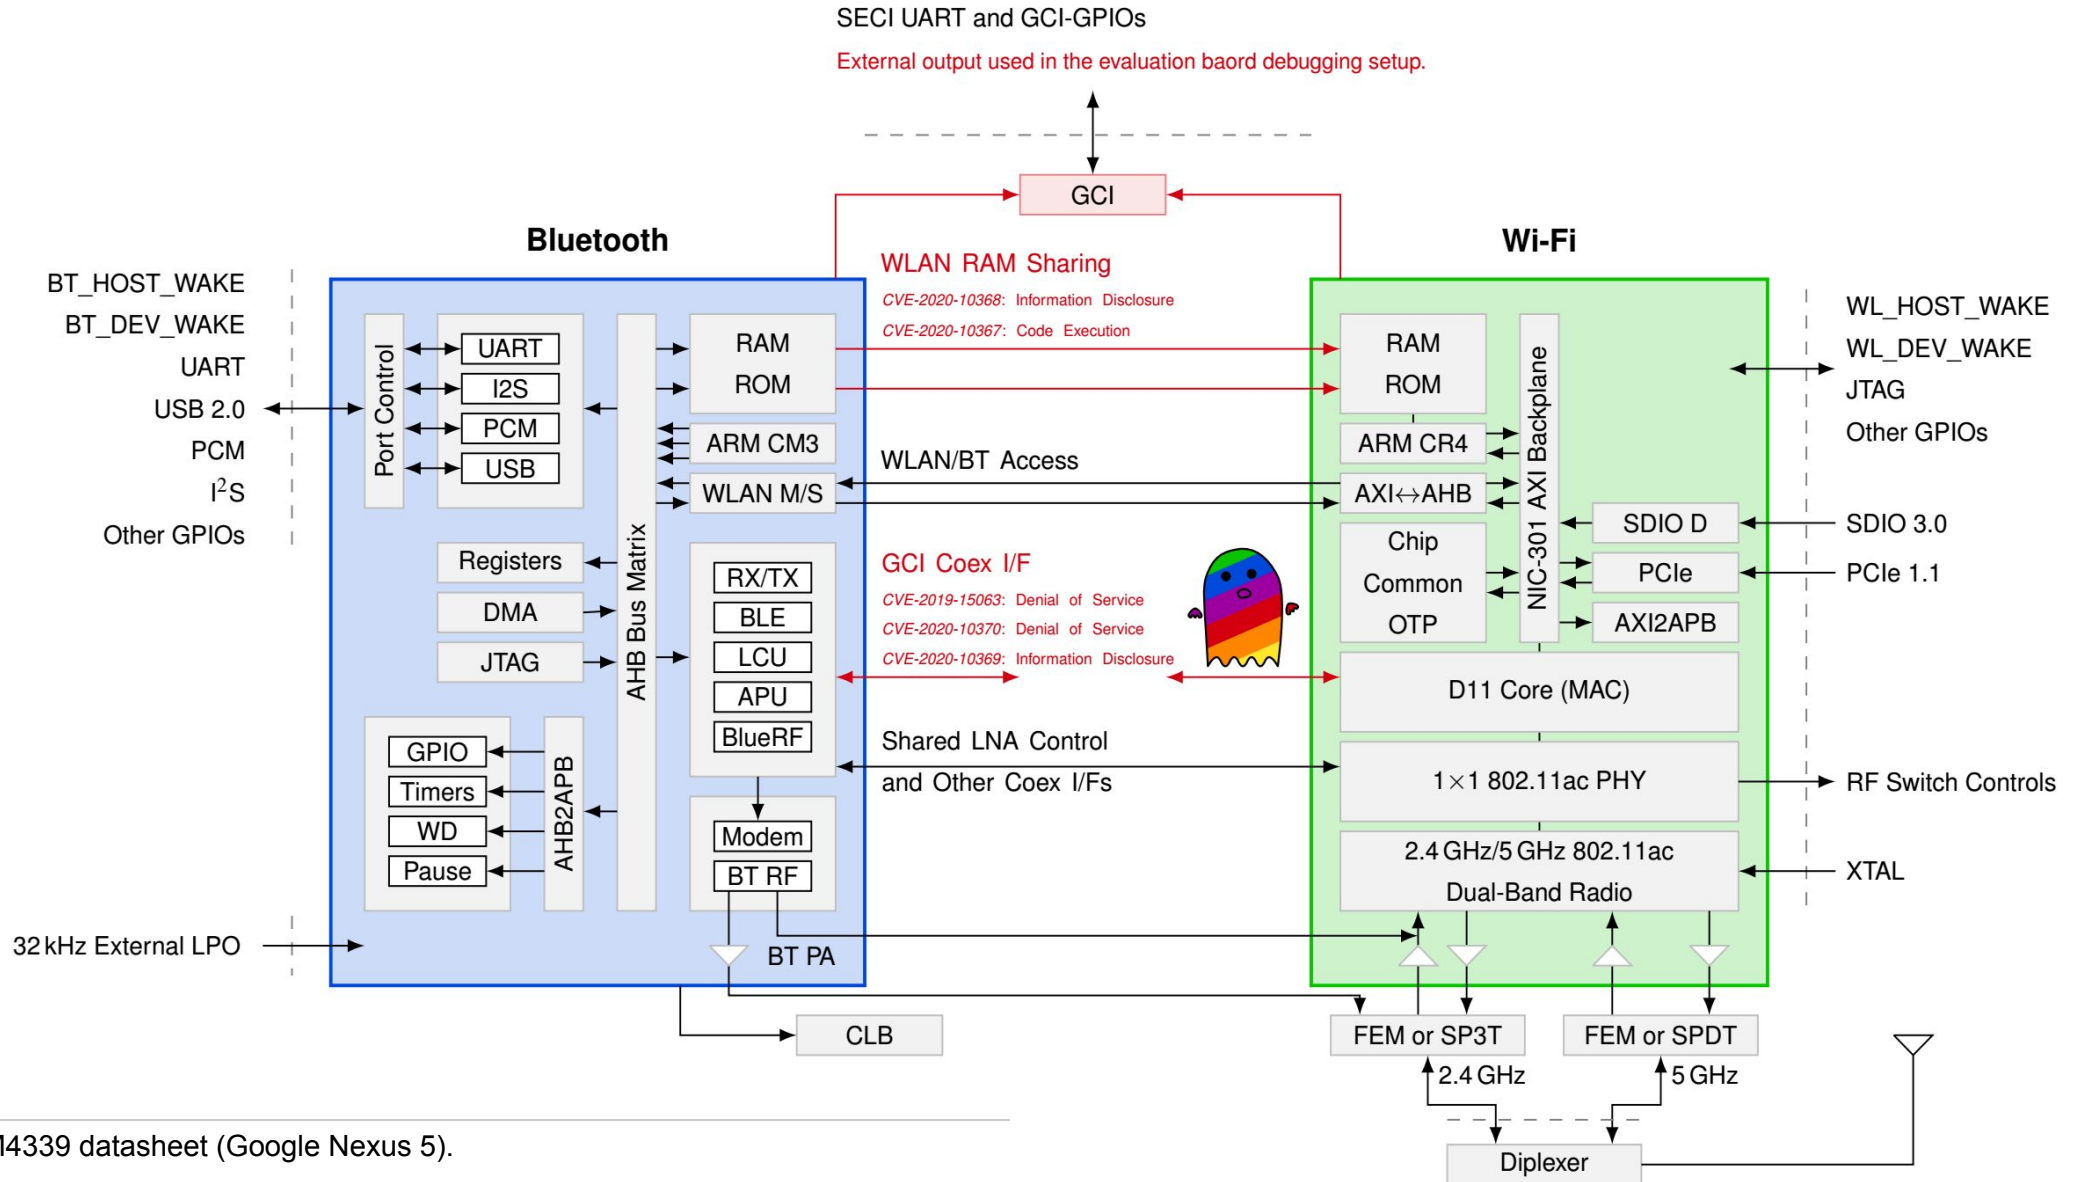 SECI UART and GCI-GPIOs
External output used in the evaluation baord debugging setup.
GCI
Bluetooth
Wi-Fi
BT_HOST_WAKE
BT_DEV_WAKE
UART
USB 2.0
PCM
I²S
Other GPIOs
32 kHz External LPO
Port Control
UART
I2S
PCM
USB
Registers
DMA
JTAG
GPIO
Timers
WD
Pause
AHB2APB
AHB Bus Matrix
RAM
ROM
ARM CM3
WLAN M/S
RX/TX
BLE
LCU
APU
BlueRF
Modem
BT RF
BT PA
CLB
WLAN RAM Sharing
CVE-2020-10368: Information Disclosure
CVE-2020-10367: Code Execution
WLAN/BT Access
GCI Coex I/F
CVE-2019-15063: Denial of Service
CVE-2020-10370: Denial of Service
CVE-2020-10369: Information Disclosure
Shared LNA Control
and Other Coex I/Fs
RAM
ROM
ARM CR4
AXI↔AHB
Chip
Common
OTP
NIC-301 AXI Backplane
SDIO D
PCIe
AXI2APB
D11 Core (MAC)
1×1 802.11ac PHY
2.4 GHz/5 GHz 802.11ac
Dual-Band Radio
WL_HOST_WAKE
WL_DEV_WAKE
JTAG
Other GPIOs
SDIO 3.0
PCIe 1.1
RF Switch Controls
XTAL
FEM or SP3T
FEM or SPDT
2.4 GHz
5 GHz
Diplexer
M4339 datasheet (Google Nexus 5).